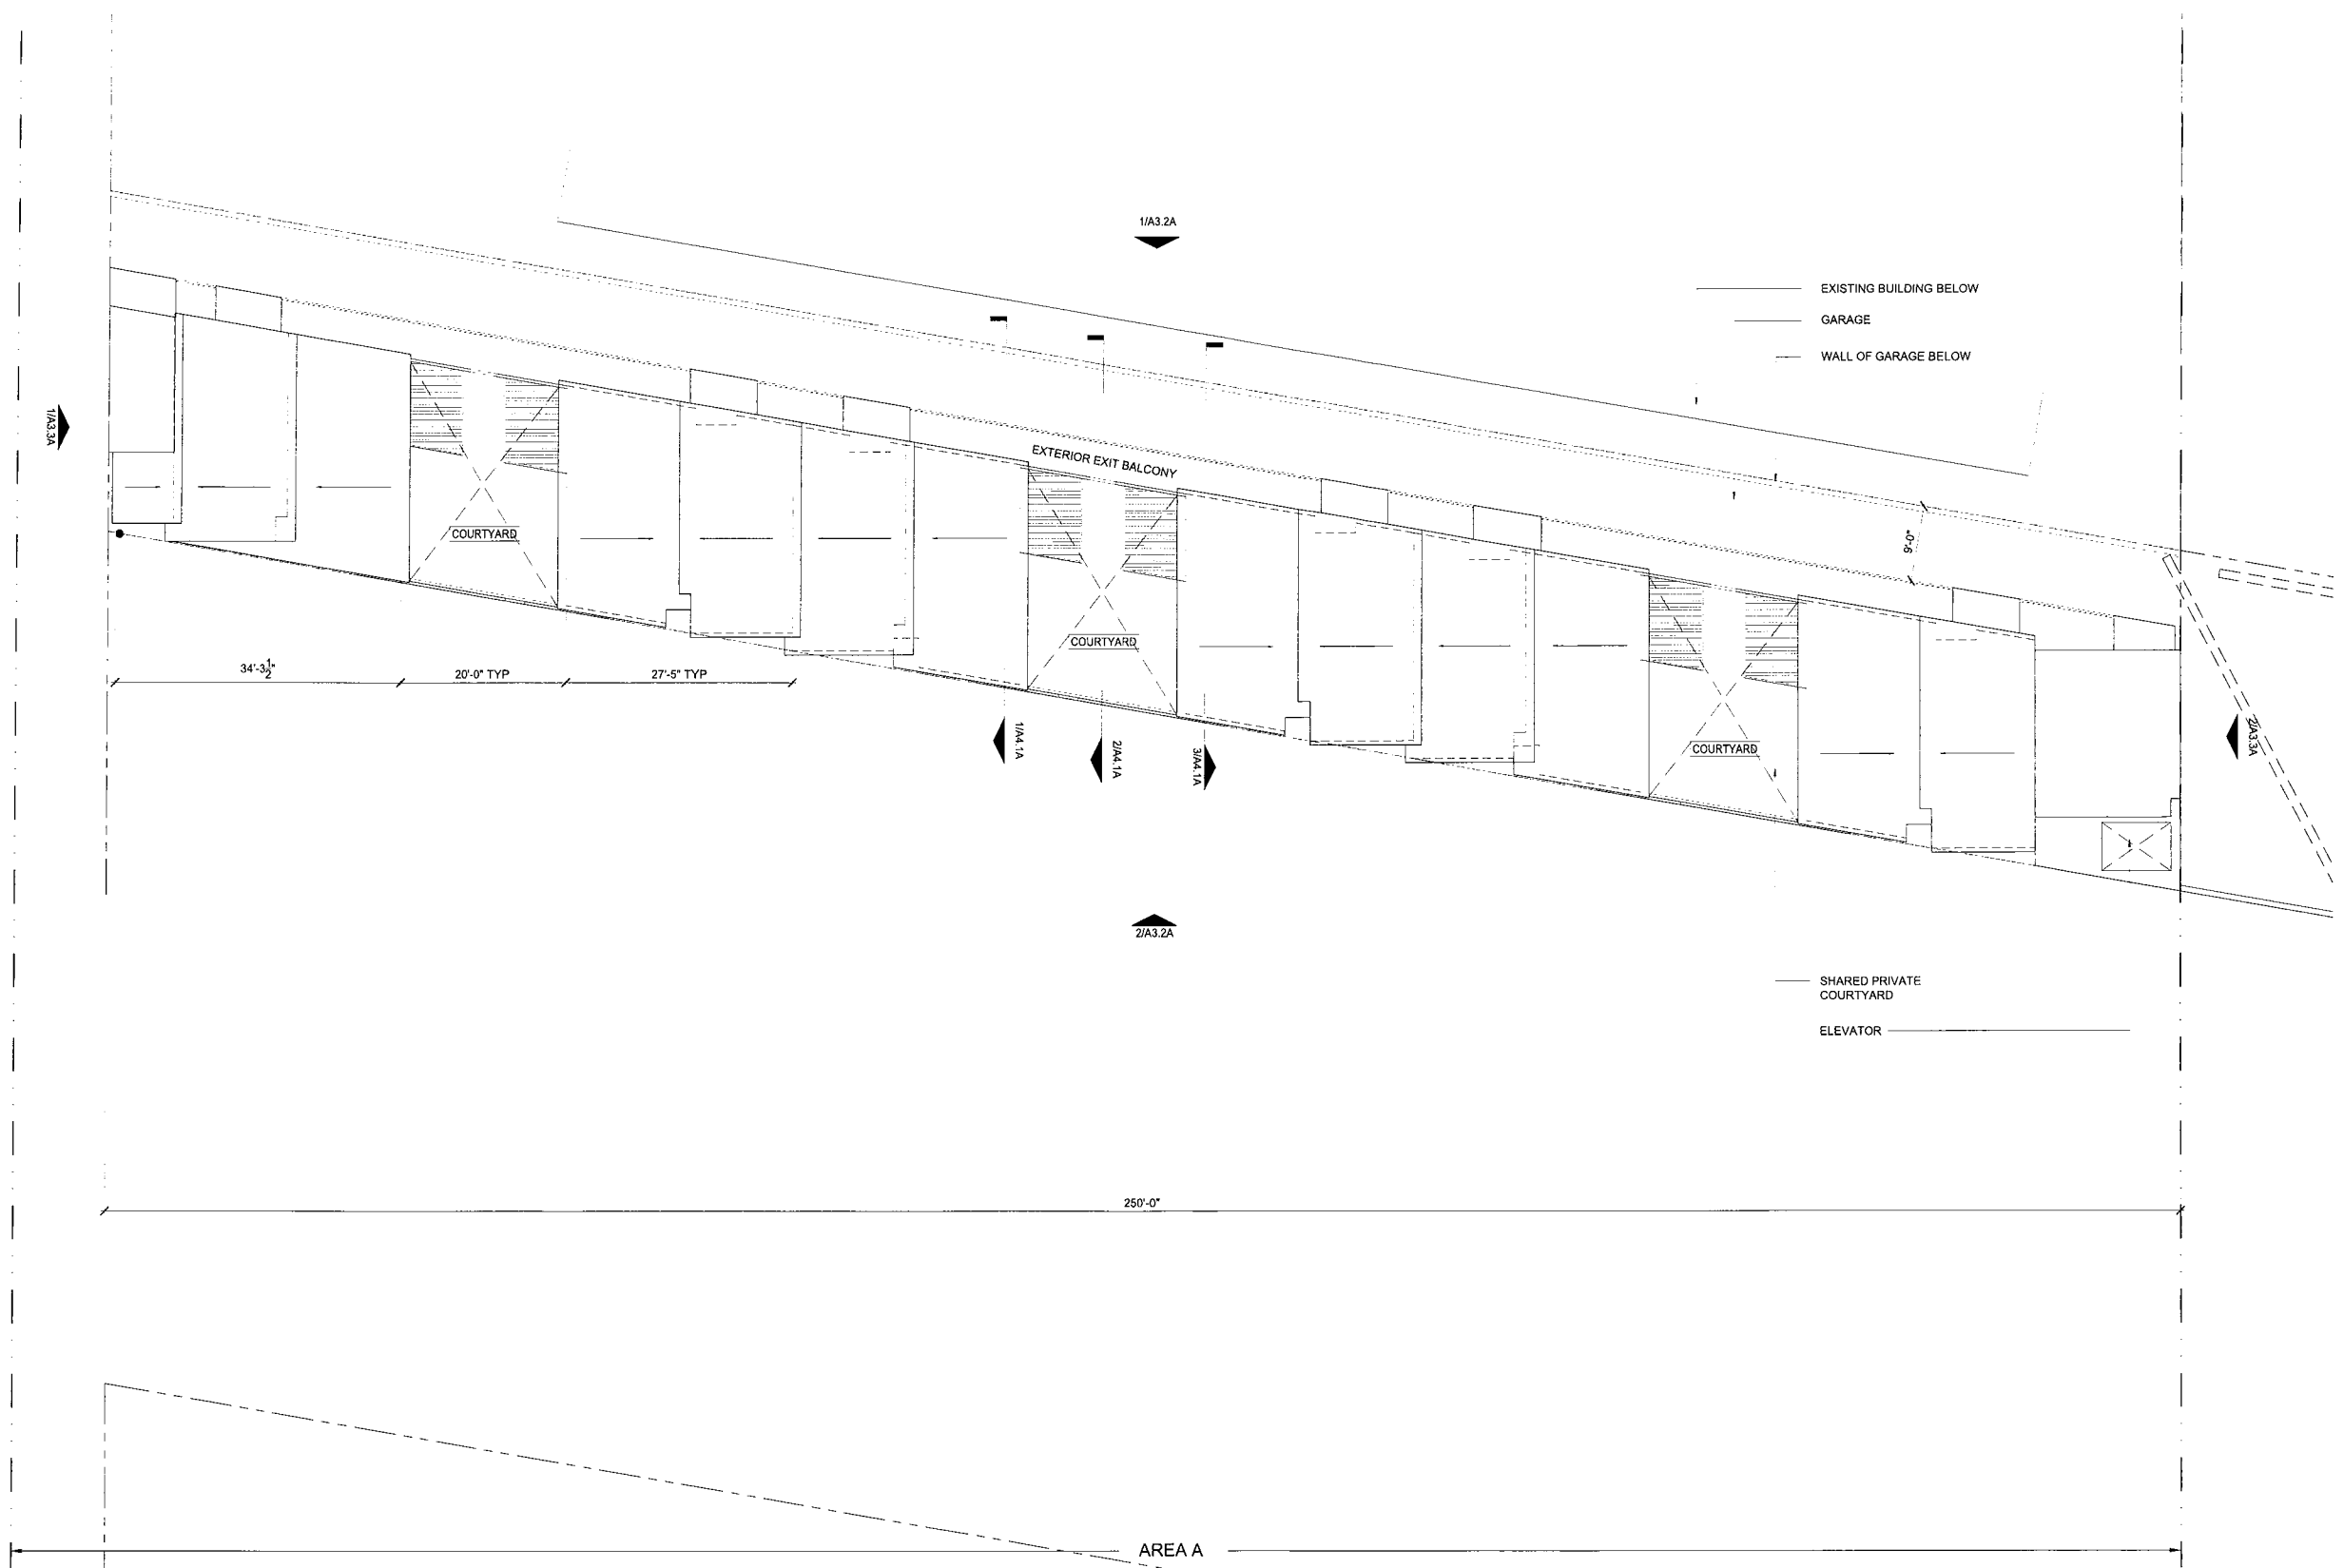 1/A3.2A
EXISTING BUILDING BELOW
GARAGE
WALL OF GARAGE BELOW
1/A3.3A
EXTERIOR EXIT BALCONY
COURTYARD
9'-0"
COURTYARD
34'-3½"
20'-0" TYP
27'-5" TYP
1/A4.1A
2/A4.1A
3/A4.1A
COURTYARD
2/A3.3A
2/A3.2A
SHARED PRIVATE
COURTYARD
ELEVATOR
250'-0"
AREA A